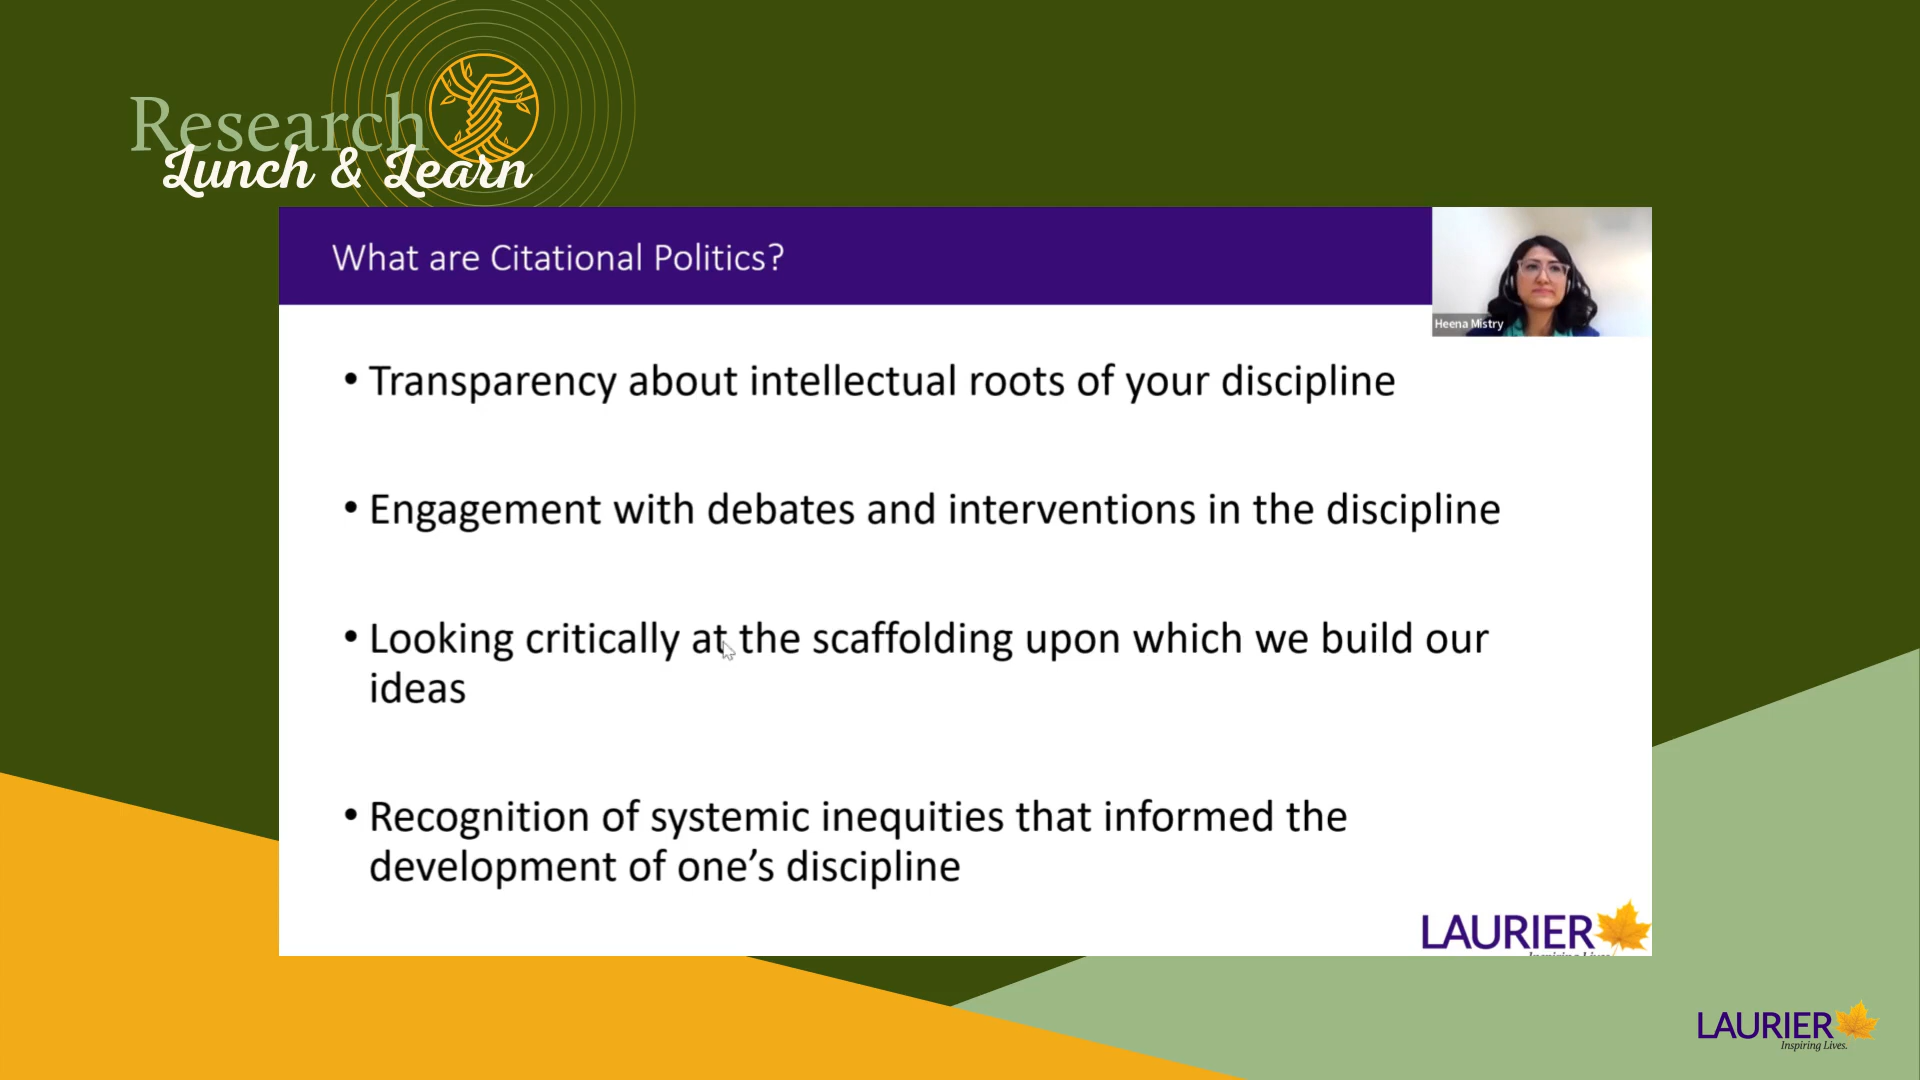 Research
Lunch & Learn
What are Citational Politics?
Heena Mistry
• Transparency about intellectual roots of your discipline
• Engagement with debates and interventions in the discipline
• Looking critically at the scaffolding upon which we build our
ideas
• Recognition of systemic inequities that informed the
development of one’s discipline
LAURIER
Inspiring Lives
LAURIER
Inspiring Lives.